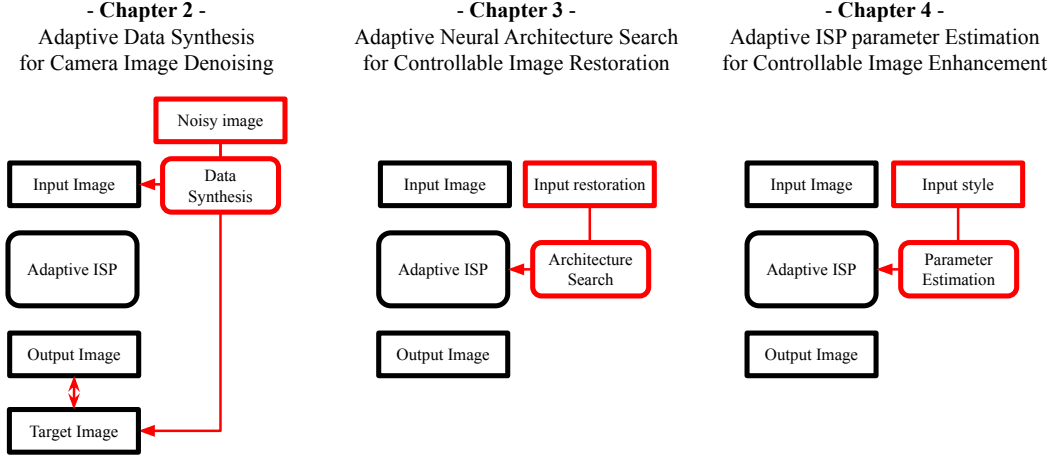 - Chapter 2 -
Adaptive Data Synthesis
for Camera Image Denoising
Noisy image
Input Image
Data
Synthesis
Adaptive ISP
Output Image
Target Image
- Chapter 3 -
Adaptive Neural Architecture Search
for Controllable Image Restoration
Input Image
Input restoration
Adaptive ISP
Architecture
Search
Output Image
- Chapter 4 -
Adaptive ISP parameter Estimation
for Controllable Image Enhancement
Input Image
Input style
Adaptive ISP
Parameter
Estimation
Output Image